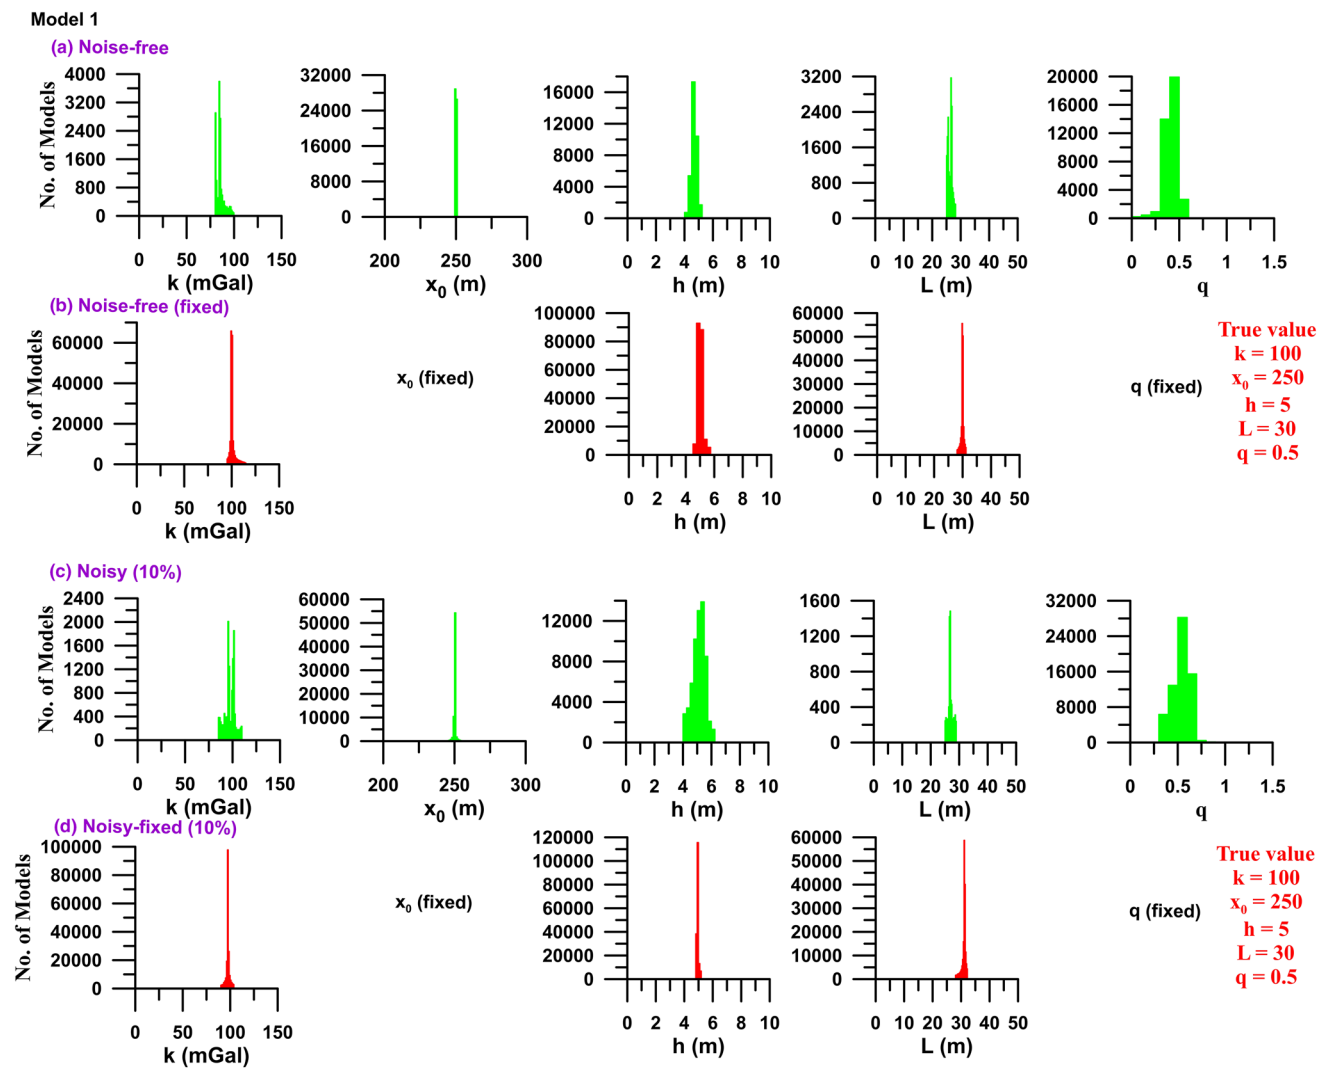 Model 1
(a) Noise-free
No. of Models
4000
3200
2400
1600
800
0
0 50 100 150
k (mGal)
32000
24000
16000
8000
0
200 250 300
x0 (m)
16000
12000
8000
4000
0
0 2 4 6 8 10
h (m)
3200
2400
1600
800
0
0 10 20 30 40 50
L (m)
20000
16000
12000
8000
4000
0
0 0.5 1 1.5
q
(b) Noise-free (fixed)
No. of Models
60000
40000
20000
0
0 50 100 150
k (mGal)
x0 (fixed)
100000
80000
60000
40000
20000
0
0 2 4 6 8 10
h (m)
60000
50000
40000
30000
20000
10000
0
0 10 20 30 40 50
L (m)
q (fixed)
True value
k = 100
x0 = 250
h = 5
L = 30
q = 0.5
(c) Noisy (10%)
No. of Models
2400
2000
1600
1200
800
400
0
0 50 100 150
k (mGal)
60000
50000
40000
30000
20000
10000
0
200 250 300
x0 (m)
12000
8000
4000
0
0 2 4 6 8 10
h (m)
1600
1200
800
400
0
0 10 20 30 40 50
L (m)
32000
24000
16000
8000
0
0 0.5 1 1.5
q
(d) Noisy-fixed (10%)
No. of Models
100000
80000
60000
40000
20000
0
0 50 100 150
k (mGal)
x0 (fixed)
120000
100000
80000
60000
40000
20000
0
0 2 4 6 8 10
h (m)
60000
50000
40000
30000
20000
10000
0
0 10 20 30 40 50
L (m)
q (fixed)
True value
k = 100
x0 = 250
h = 5
L = 30
q = 0.5